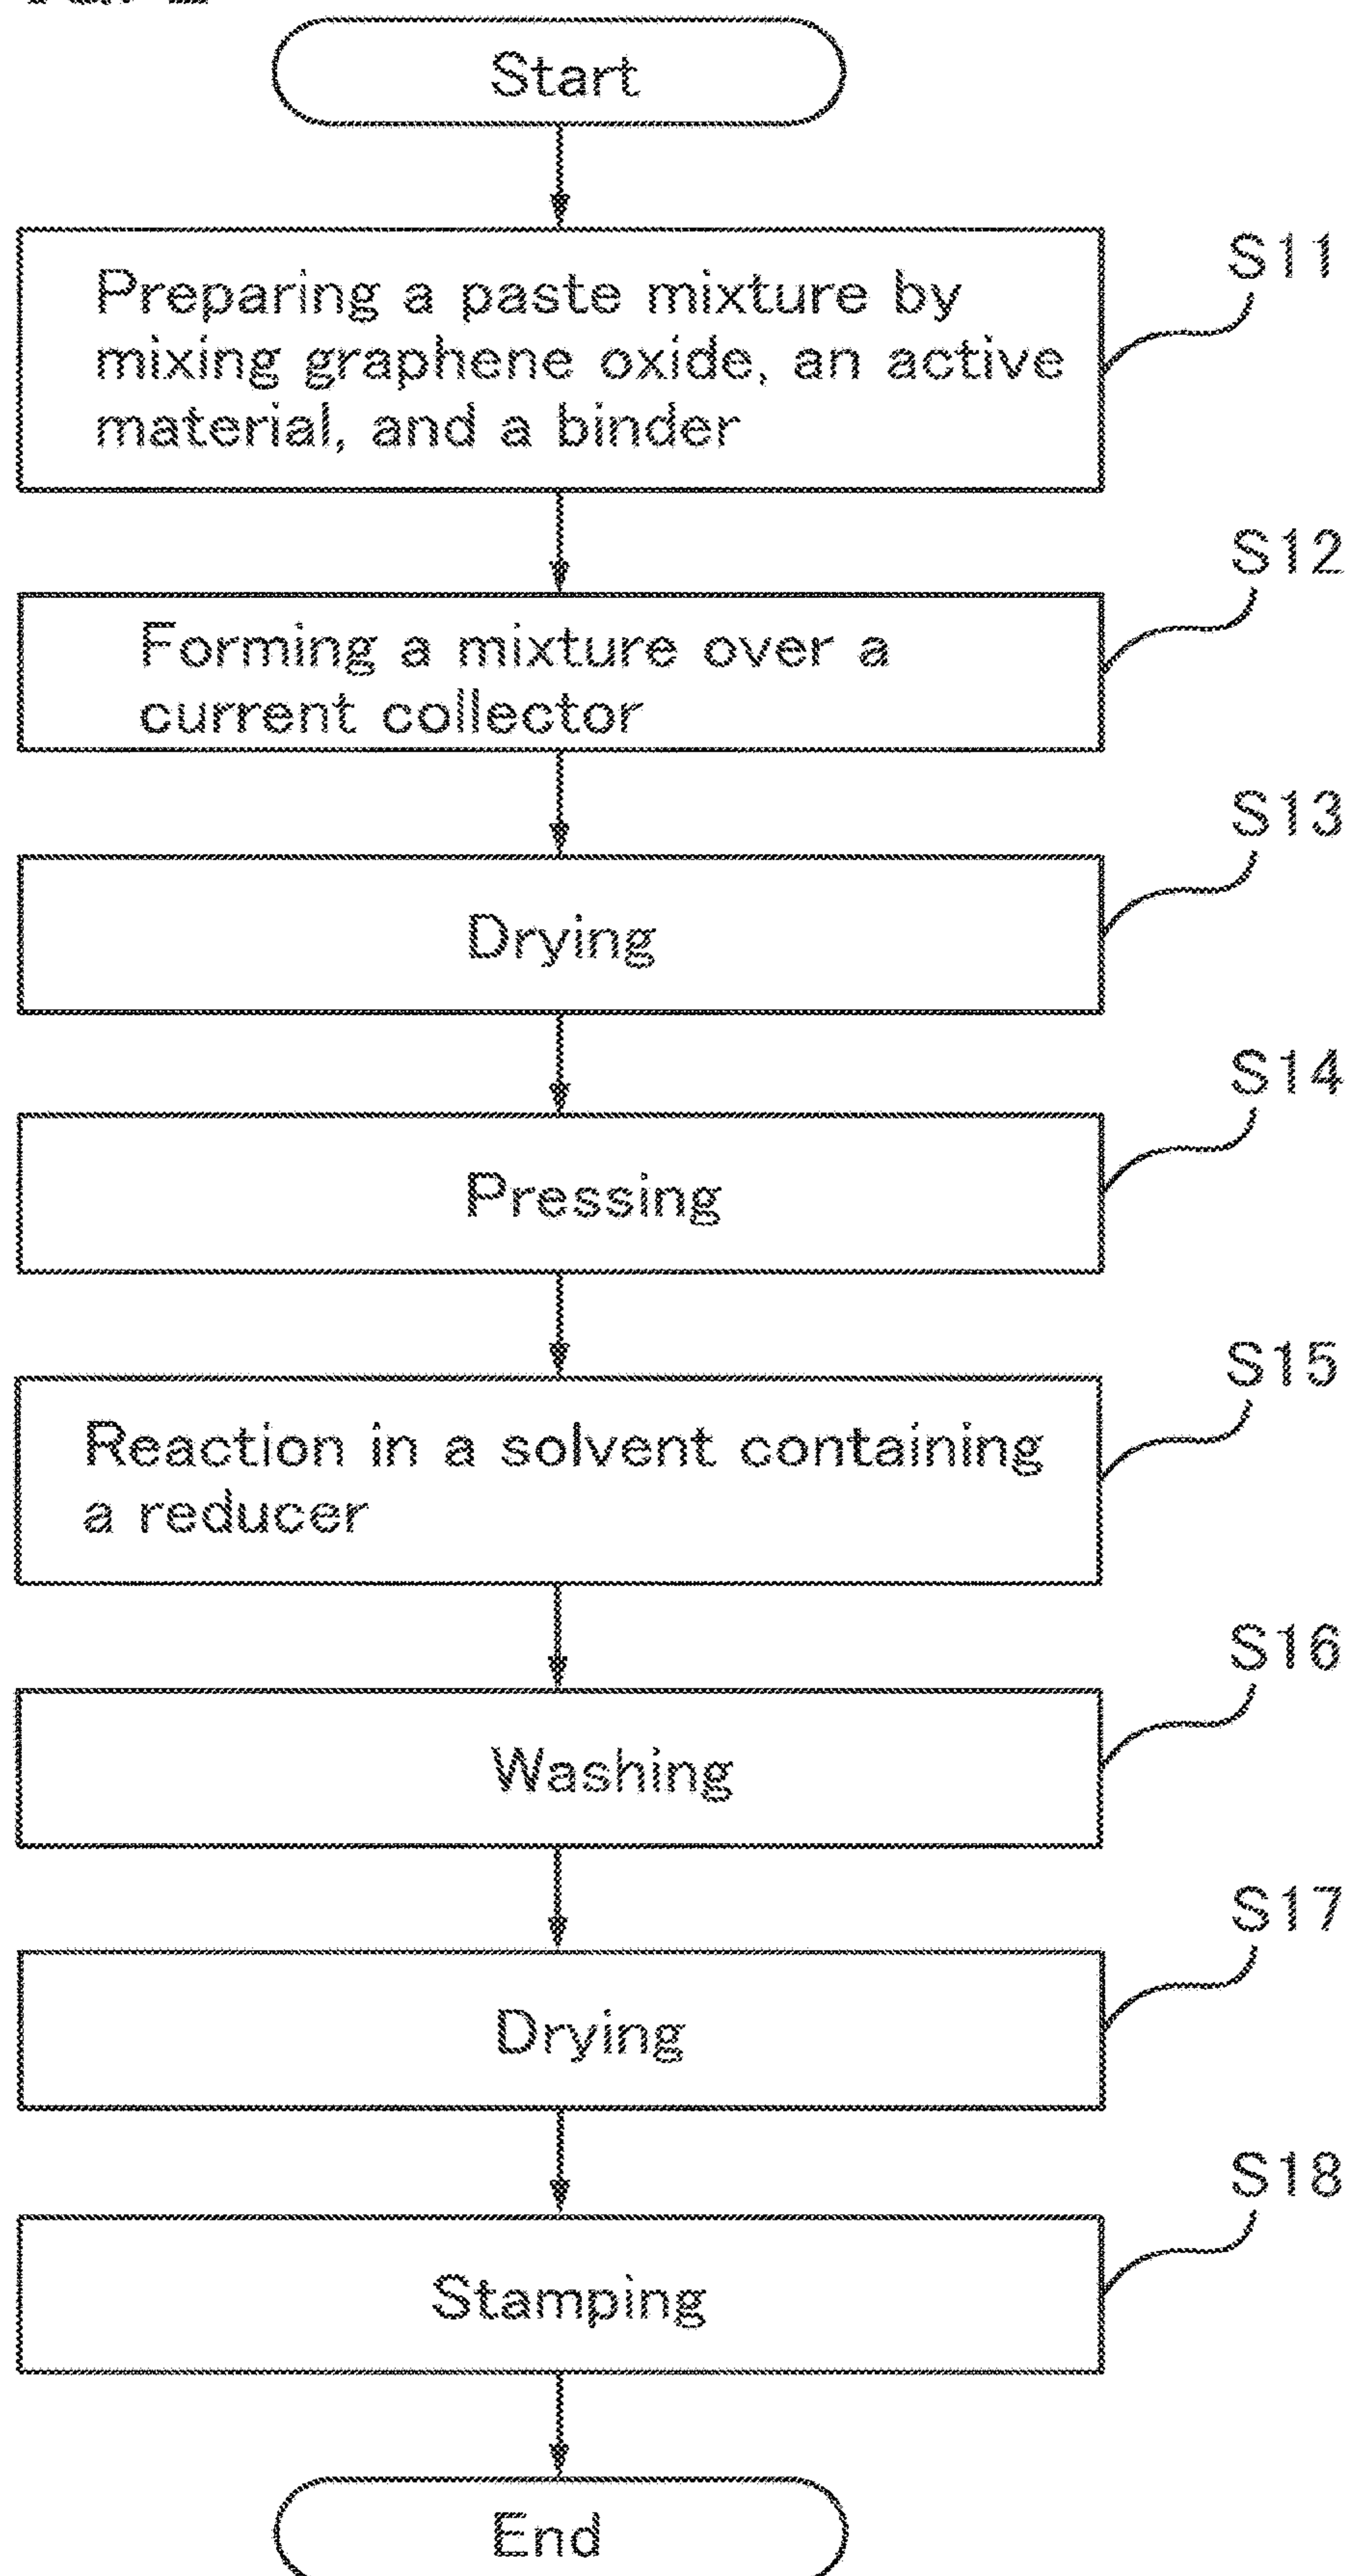 Start
S11
Preparing a paste mixture by
mixing graphene oxide, an active
material, and a binder
S12
Forming a mixture over a
current collector
S13
Drying
S14
Pressing
S15
Reaction in a solvent containing
a reducer
S16
Washing
S17
Drying
S18
Stamping
End